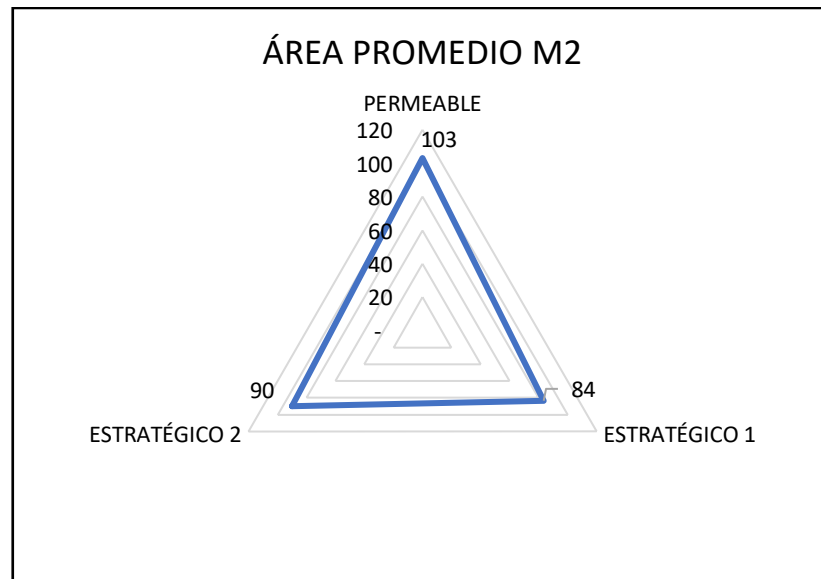 ÁREA PROMEDIO M2
PERMEABLE
120
103
100
80
60
40
20
-
90
84
ESTRATÉGICO 2
ESTRATÉGICO 1